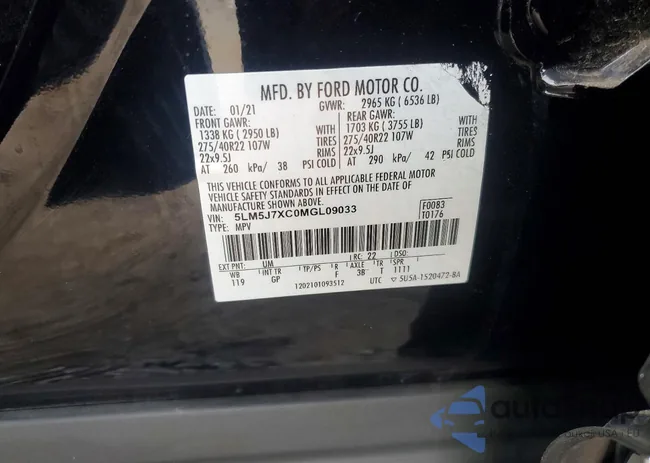 MFD. BY FORD MOTOR CO.
DATE: 01/21 GVWR: 2965 KG ( 6536 LB)
FRONT GAWR: REAR GAWR:
1338 KG ( 2950 LB) WITH 1703 KG ( 3755 LB) WITH
275/40R22 107W TIRES 275/40R22 107W TIRES
22x9.5J RIMS 22x9.5J RIMS
AT 260 kPa/ 38 PSI COLD AT 290 kPa/ 42 PSI COLD
THIS VEHICLE CONFORMS TO ALL APPLICABLE FEDERAL MOTOR
VEHICLE SAFETY STANDARDS IN EFFECT ON THE DATE OF
MANUFACTURE SHOWN ABOVE.
VIN: 5LM5J7XC0MGL09033 F0083
TYPE: MPV T0176
EXT PNT: UM RC: 22 DSO:
WB INT TR TP/PS R AXLE TR SPR
119 GP F 3B T 1111
1202101093512 UTC 5U5A-1520472-BA